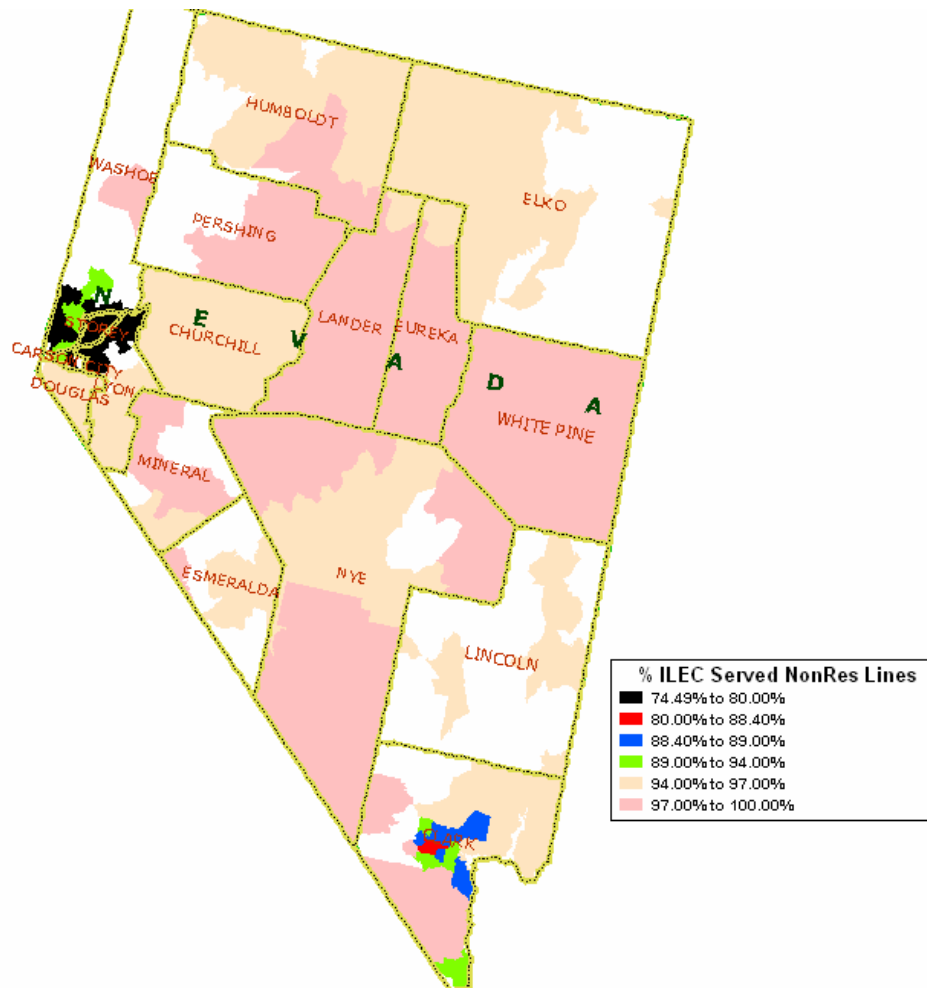 HUMBOLDT
WASHOE
ELKO
PERSHING
N
E
V
A
D
A
STOREY
CHURCHILL
LANDER
EUREKA
CARSON CITY
LYON
DOUGLAS
WHITE PINE
MINERAL
ESMERALDA
NYE
LINCOLN
CLARK
% ILEC Served NonRes Lines
74.49% to 80.00%
80.00% to 88.40%
88.40% to 89.00%
89.00% to 94.00%
94.00% to 97.00%
97.00% to 100.00%